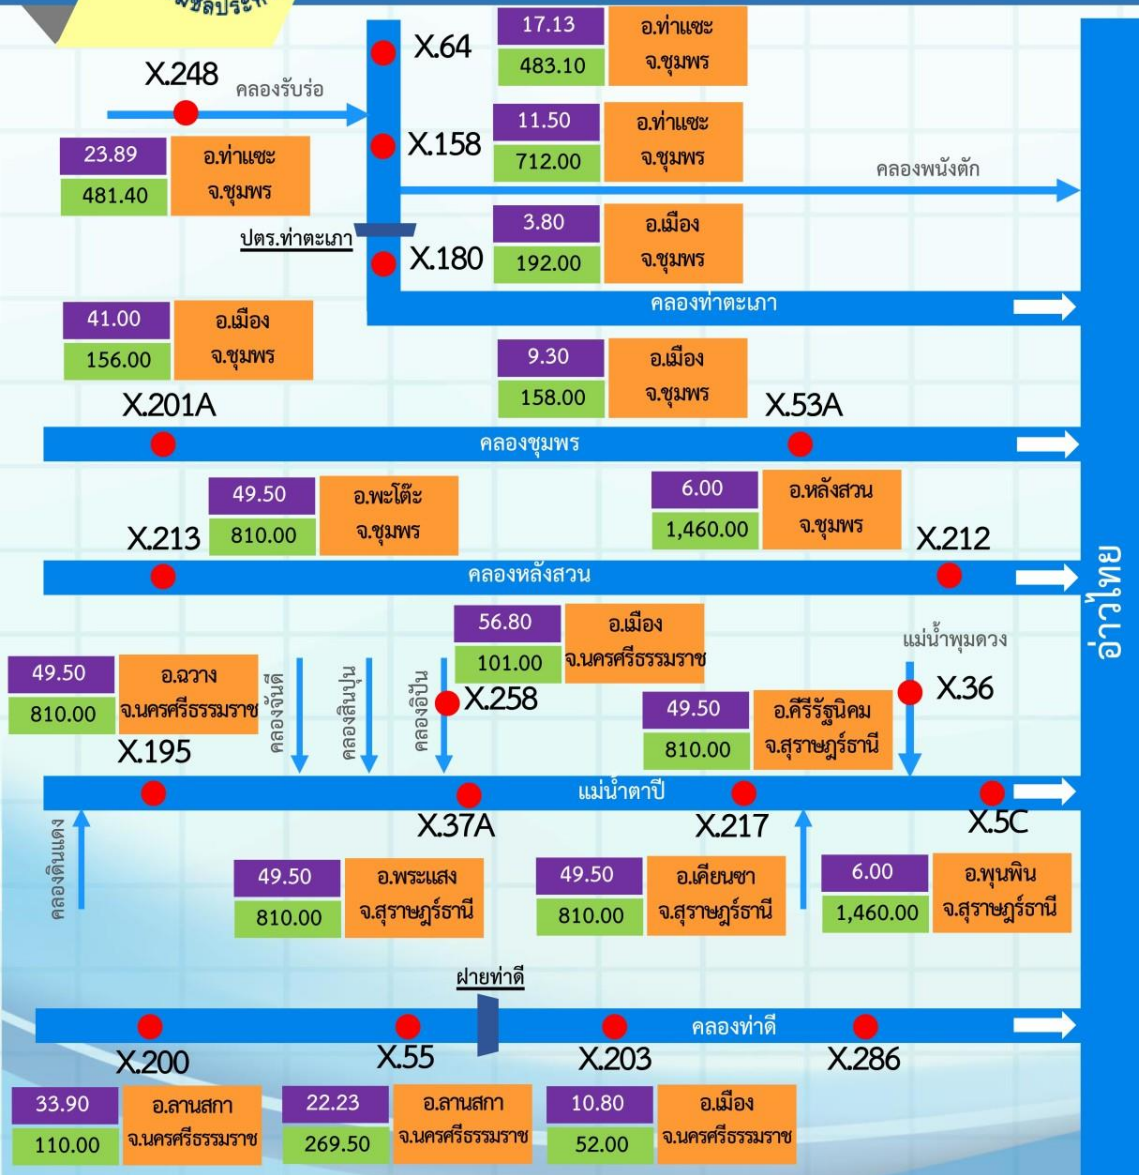 X.64
17.13
483.10
อ.ท่าแซะ
จ.ชุมพร
X.248
คลองรับร่อ
23.89
481.40
อ.ท่าแซะ
จ.ชุมพร
X.158
11.50
712.00
อ.ท่าแซะ
จ.ชุมพร
คลองพนังตัก
ปตร.ท่าตะเภา
X.180
3.80
192.00
อ.เมือง
จ.ชุมพร
คลองท่าตะเภา
41.00
156.00
อ.เมือง
จ.ชุมพร
X.201A
9.30
158.00
อ.เมือง
จ.ชุมพร
X.53A
คลองชุมพร
X.213
49.50
810.00
อ.พะโต๊ะ
จ.ชุมพร
6.00
1,460.00
อ.หลังสวน
จ.ชุมพร
X.212
คลองหลังสวน
อ่าวไทย
49.50
810.00
อ.ฉวาง
จ.นครศรีธรรมราช
X.195
คลองจันดี
คลองสินปุน
คลองอิปัน
56.80
101.00
อ.เมือง
จ.นครศรีธรรมราช
X.258
49.50
810.00
อ.คีรีรัฐนิคม
จ.สุราษฎร์ธานี
แม่น้ำพุมดวง
X.36
แม่น้ำตาปี
คลองดินแดง
X.37A
X.217
X.5C
49.50
810.00
อ.พระแสง
จ.สุราษฎร์ธานี
49.50
810.00
อ.เคียนซา
จ.สุราษฎร์ธานี
6.00
1,460.00
อ.พุนพิน
จ.สุราษฎร์ธานี
ฝายท่าดี
คลองท่าดี
X.200
X.55
X.203
X.286
33.90
110.00
อ.ลานสกา
จ.นครศรีธรรมราช
22.23
269.50
อ.ลานสกา
จ.นครศรีธรรมราช
10.80
52.00
อ.เมือง
จ.นครศรีธรรมราช